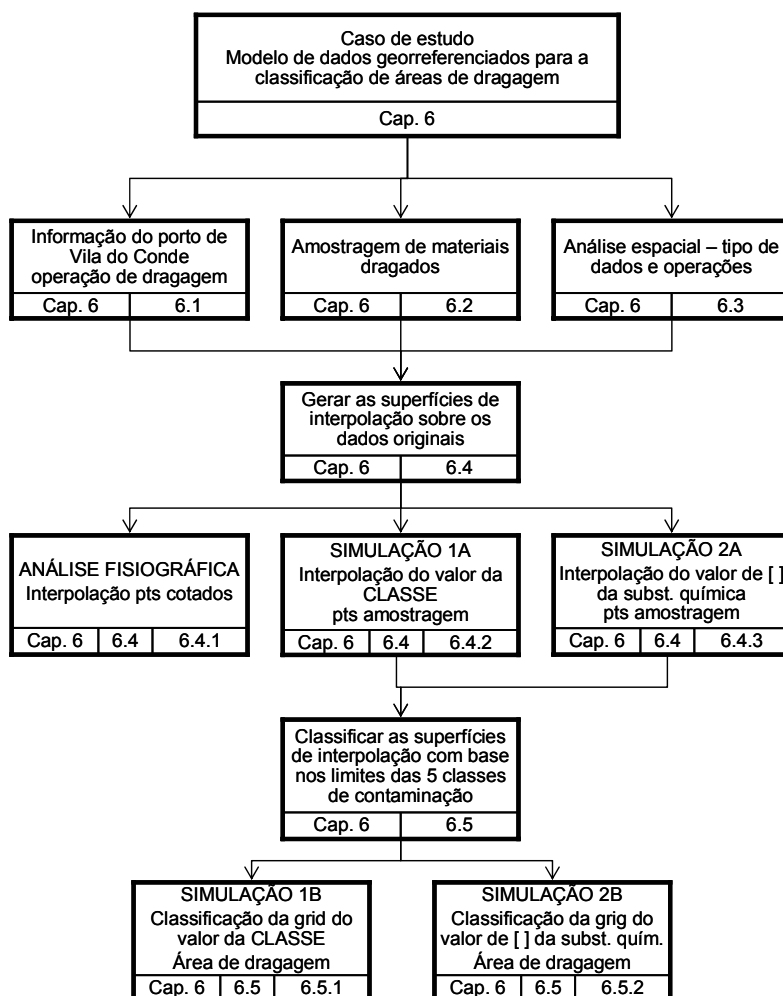 Caso de estudo
Modelo de dados georreferenciados para a
classificação de áreas de dragagem
Cap. 6
Informação do porto de
Vila do Conde
operação de dragagem
Cap. 6 6.1
Amostragem de materiais
dragados
Cap. 6 6.2
Análise espacial – tipo de
dados e operações
Cap. 6 6.3
Gerar as superfícies de
interpolação sobre os
dados originais
Cap. 6 6.4
ANÁLISE FISIOGRÁFICA
Interpolação pts cotados
Cap. 6 6.4 6.4.1
SIMULAÇÃO 1A
Interpolação do valor da
CLASSE
pts amostragem
Cap. 6 6.4 6.4.2
SIMULAÇÃO 2A
Interpolação do valor de [ ]
da subst. química
pts amostragem
Cap. 6 6.4 6.4.3
Classificar as superfícies
de interpolação com base
nos limites das 5 classes
de contaminação
Cap. 6 6.5
SIMULAÇÃO 1B
Classificação da grid do
valor da CLASSE
Área de dragagem
Cap. 6 6.5 6.5.1
SIMULAÇÃO 2B
Classificação da grig do
valor de [ ] da subst. quím.
Área de dragagem
Cap. 6 6.5 6.5.2